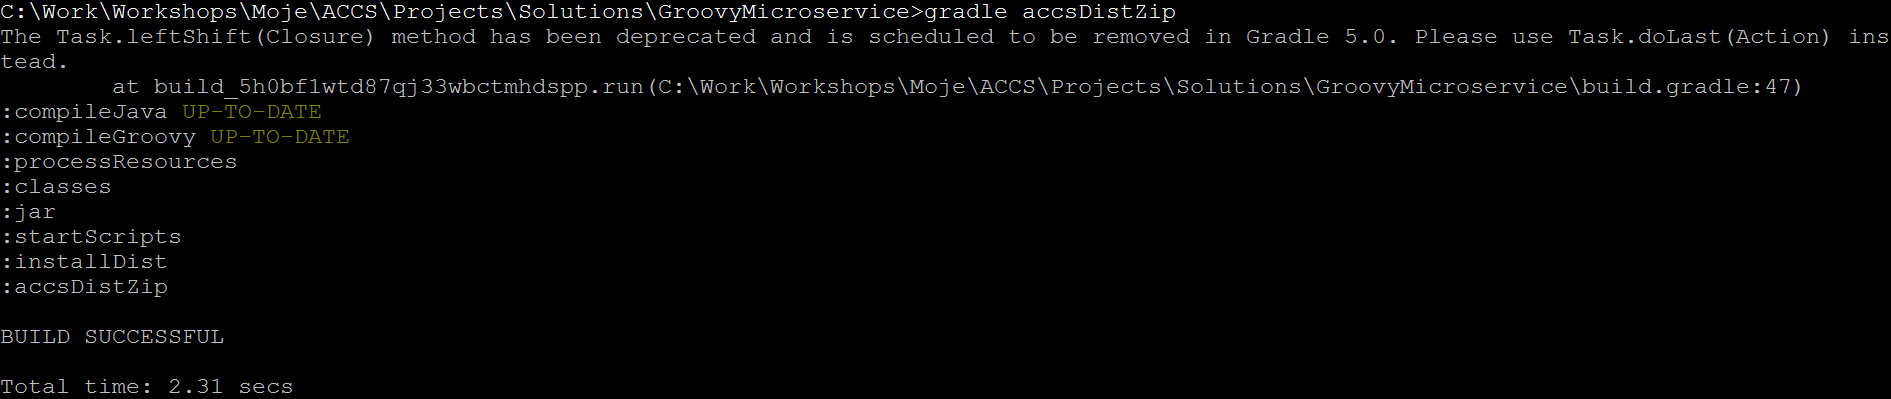 C:\Work\Workshops\Moje\ACCS\Projects\Solutions\GroovyMicroservice>gradle accsDistZip
The Task.leftShift(Closure) method has been deprecated and is scheduled to be removed in Gradle 5.0. Please use Task.doLast(Action) ins
tead.
        at build_5h0bf1wtd87qj33wbctmhdspp.run(C:\Work\Workshops\Moje\ACCS\Projects\Solutions\GroovyMicroservice\build.gradle:47)
:compileJava UP-TO-DATE
:compileGroovy UP-TO-DATE
:processResources
:classes
:jar
:startScripts
:installDist
:accsDistZip

BUILD SUCCESSFUL

Total time: 2.31 secs